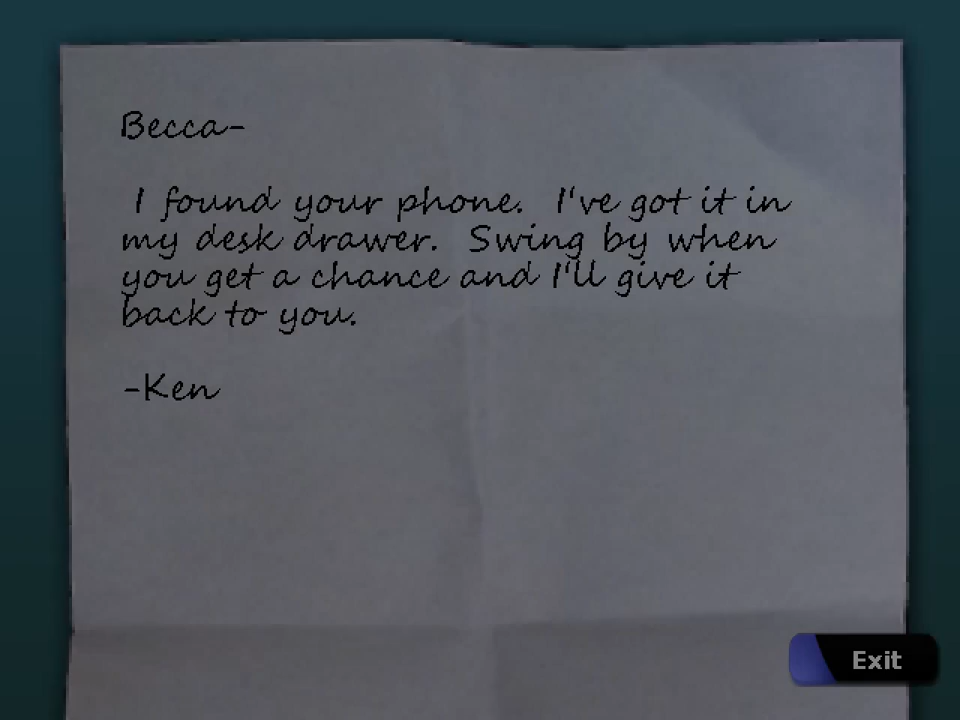 Becca-
I found your phone. I've got it in
my desk drawer. Swing by when
you get a chance and I'll give it
back to you.
-Ken
Exit